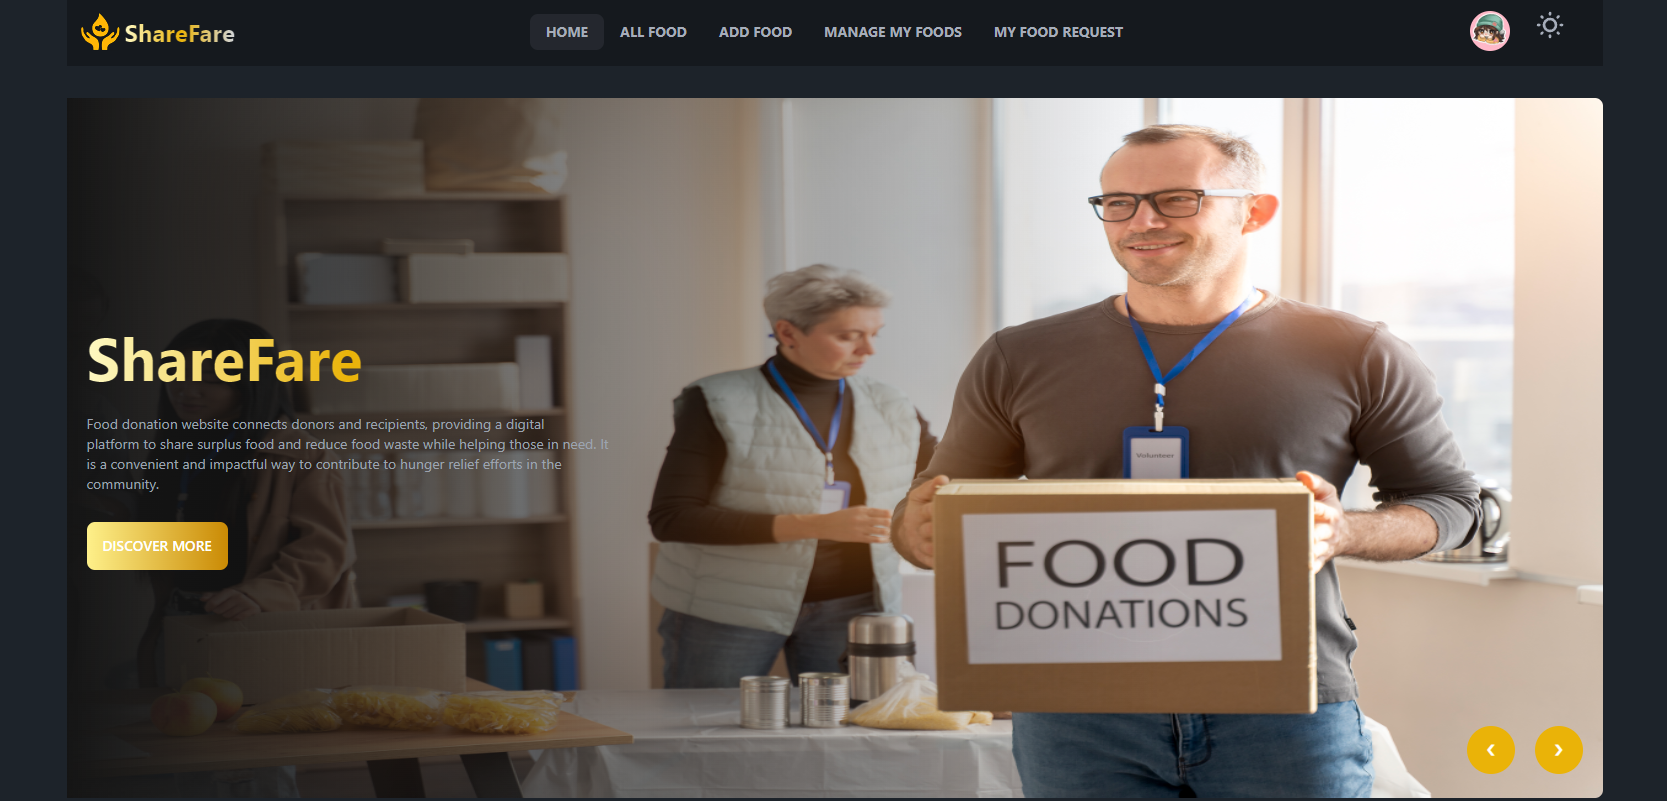 ShareFare
HOME
ALL FOOD
ADD FOOD
MANAGE MY FOODS
MY FOOD REQUEST
ShareFare
Food donation website connects donors and recipients, providing a digital
platform to share surplus food and reduce food waste while helping those in need. It
is a convenient and impactful way to contribute to hunger relief efforts in the
community.
DISCOVER MORE
Volunteer
FOOD
DONATIONS